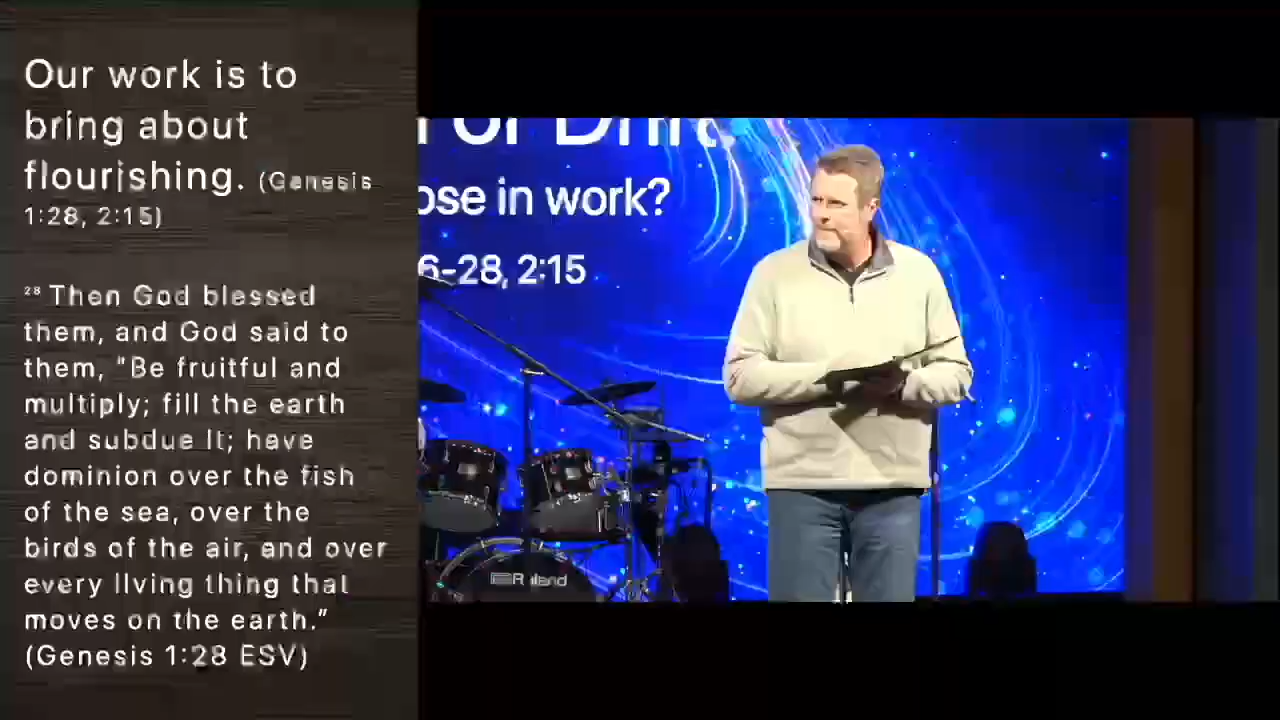 Our work is to
bring about
flourishing. (Genesis
1:28, 2:15)
28 Then God blessed
them, and God said to
them, "Be fruitful and
multiply; fill the earth
and subdue it; have
dominion over the fish
of the sea, over the
birds of the air, and over
every living thing that
moves on the earth.”
(Genesis 1:28 ESV)
or Drift.
ose in work?
6-28, 2:15
Roland